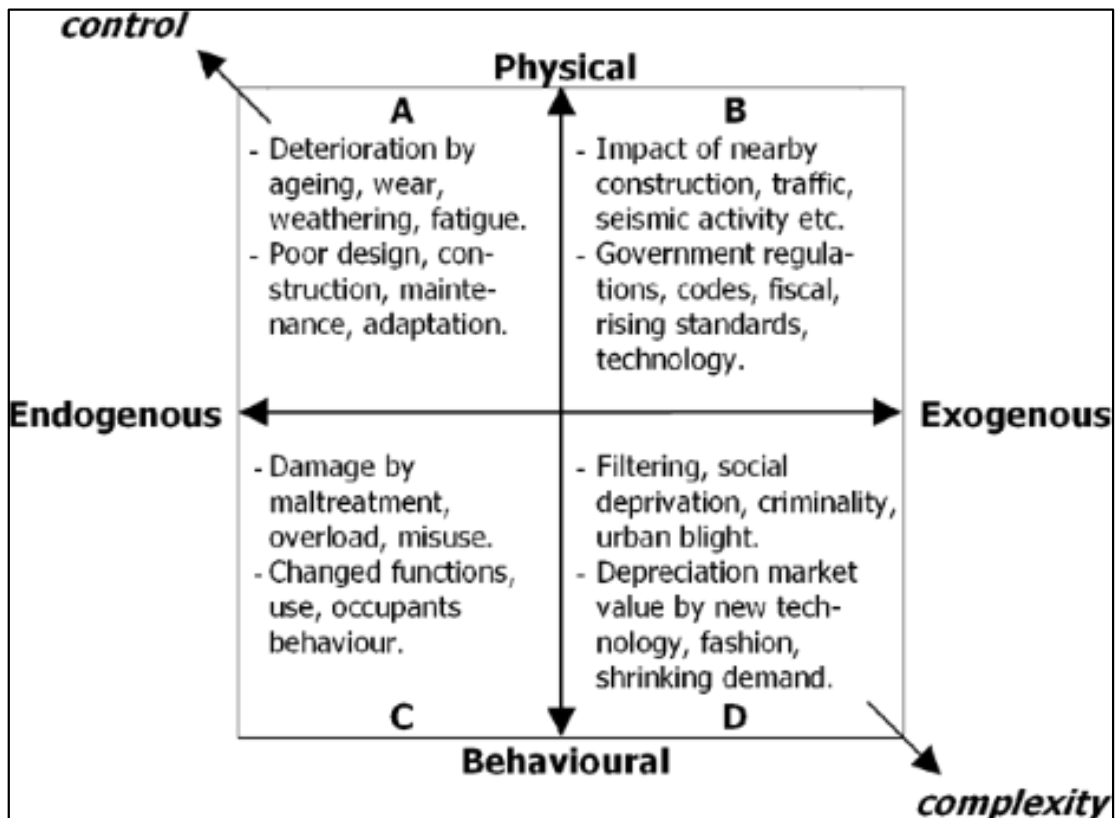 control
Physical
A
- Deterioration by
ageing, wear,
weathering, fatigue.
- Poor design, con-
struction, mainte-
nance, adaptation.
B
- Impact of nearby
construction, traffic,
seismic activity etc.
- Government regula-
tions, codes, fiscal,
rising standards,
technology.
Endogenous
Exogenous
- Damage by
maltreatment,
overload, misuse.
- Changed functions,
use, occupants
behaviour.
C
- Filtering, social
deprivation, criminality,
urban blight.
- Depreciation market
value by new tech-
nology, fashion,
shrinking demand.
D
Behavioural
complexity